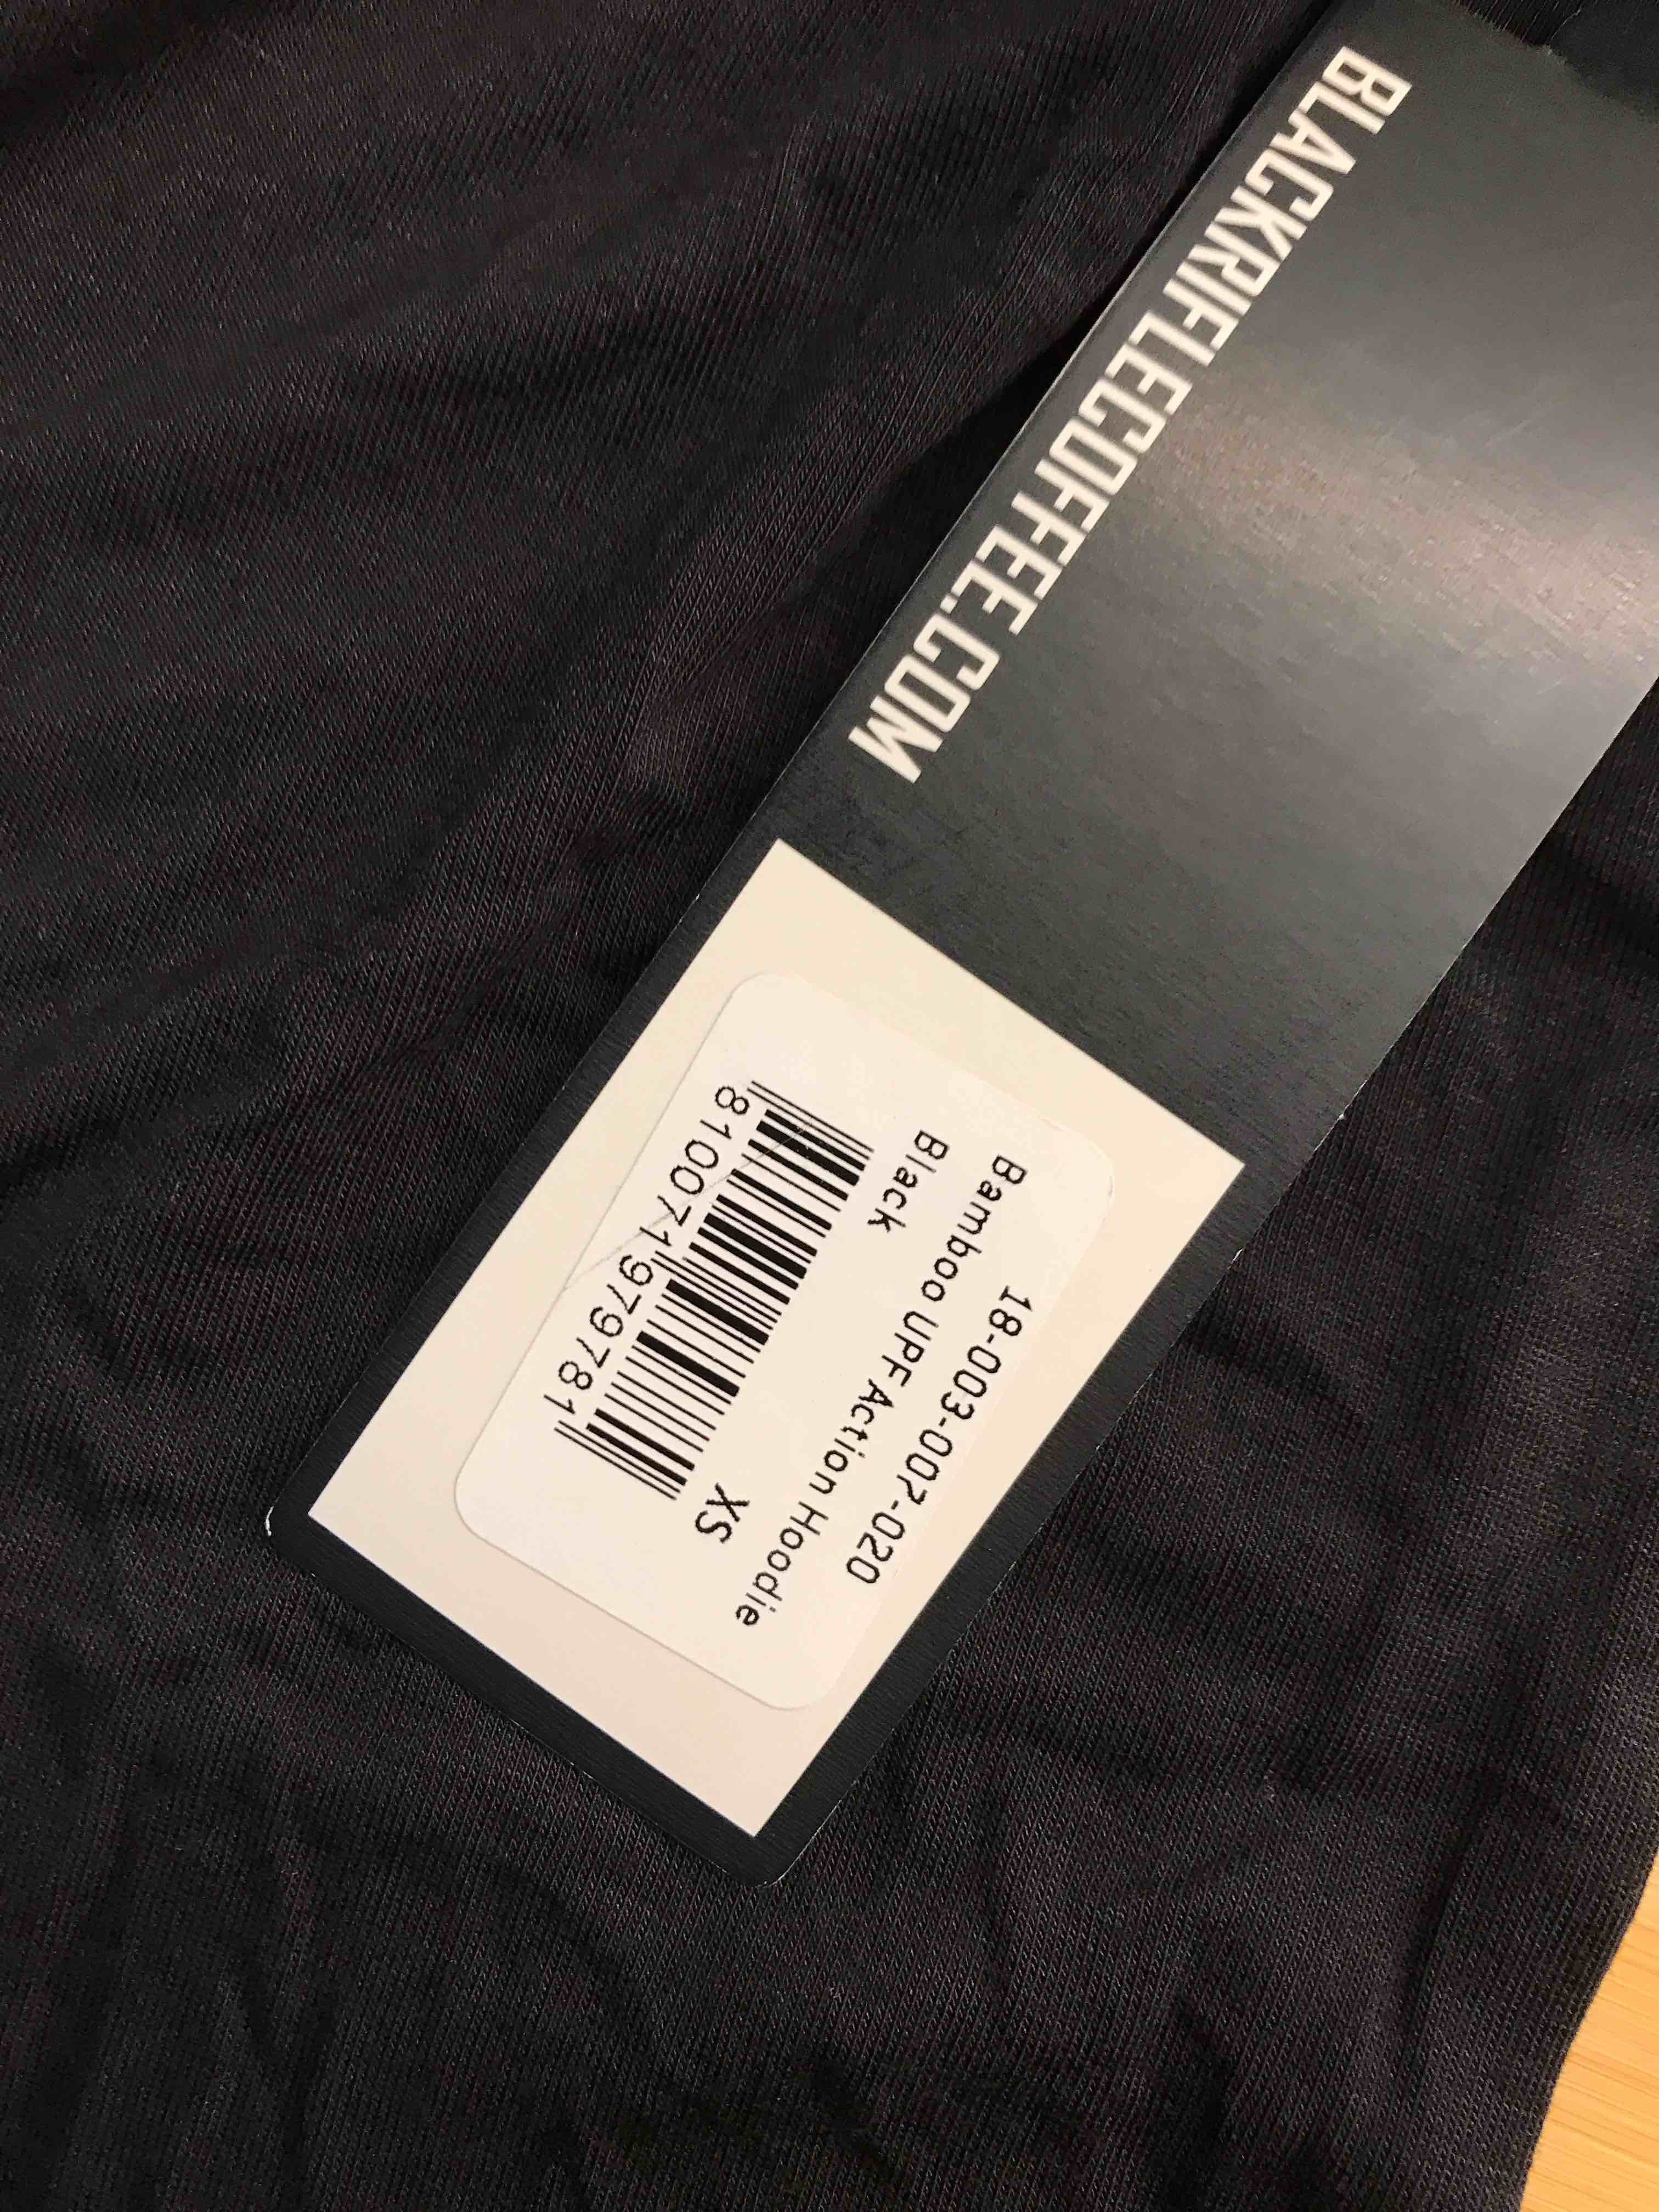 BLACKRIFLECOFFEE.COM
18-003-007-020
Bamboo UPF Action Hoodie
Black
XS
810071979781